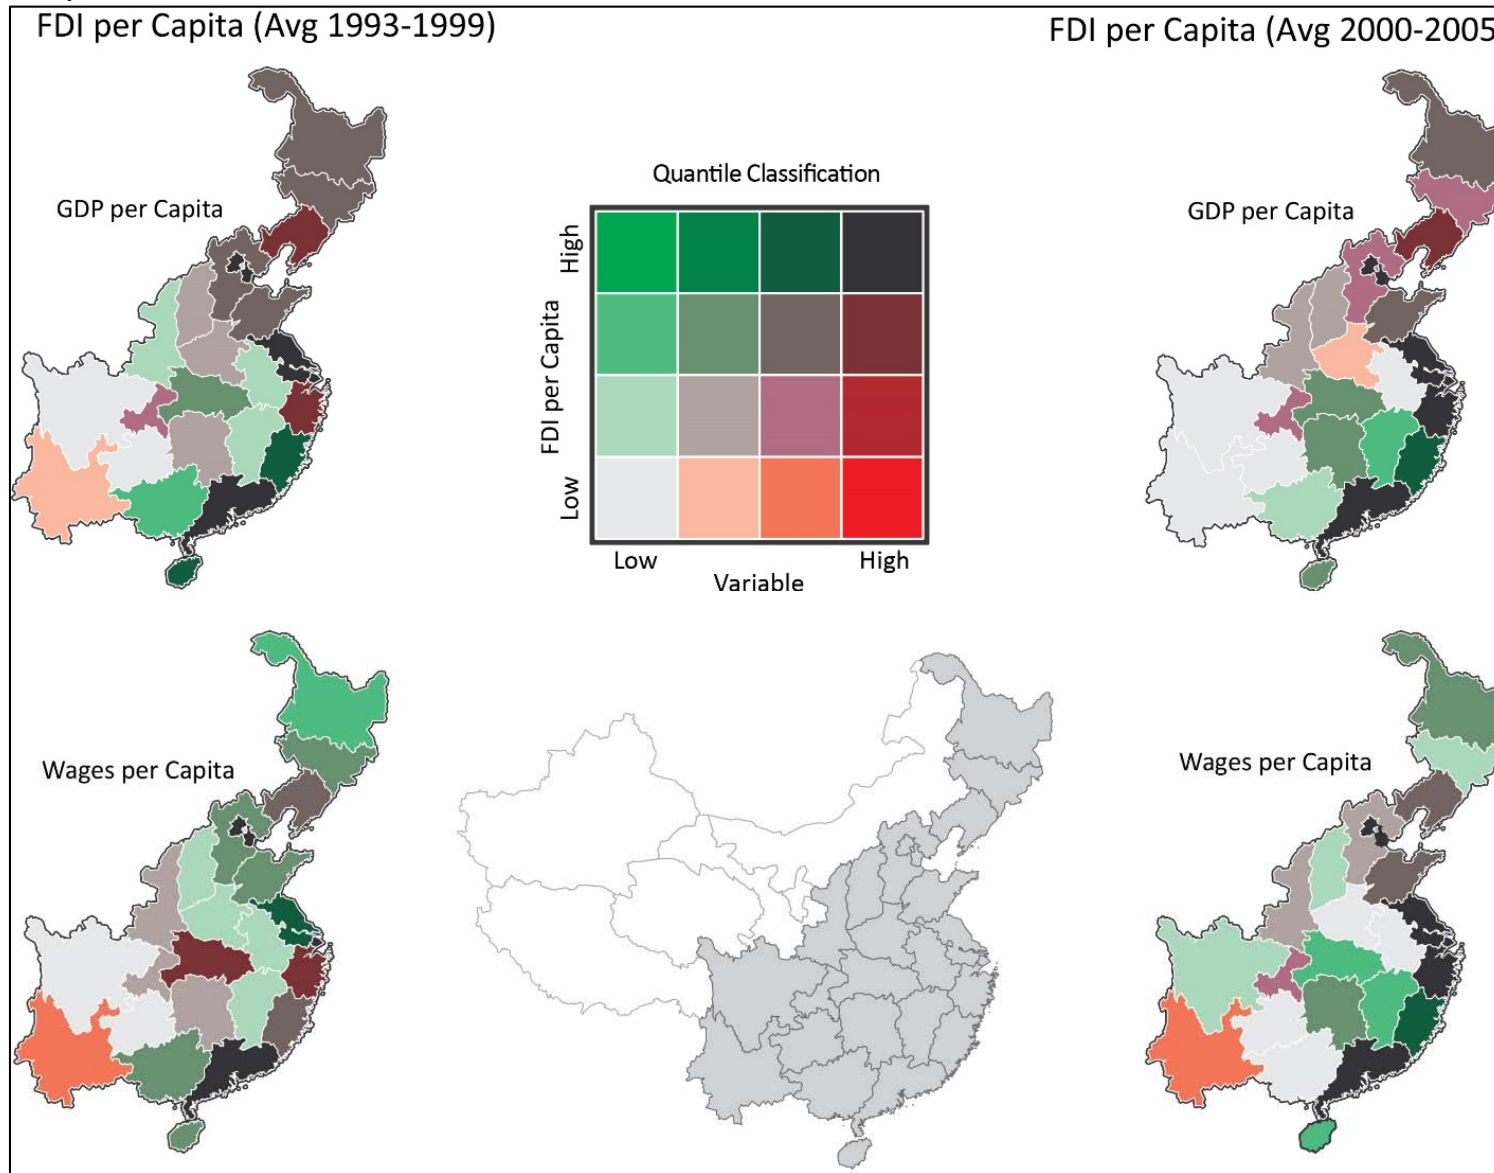 FDI per Capita (Avg 1993-1999)
FDI per Capita (Avg 2000-2005
Quantile Classification
GDP per Capita
GDP per Capita
High
FDI per Capita
Low
Low
High
Variable
Wages per Capita
Wages per Capita